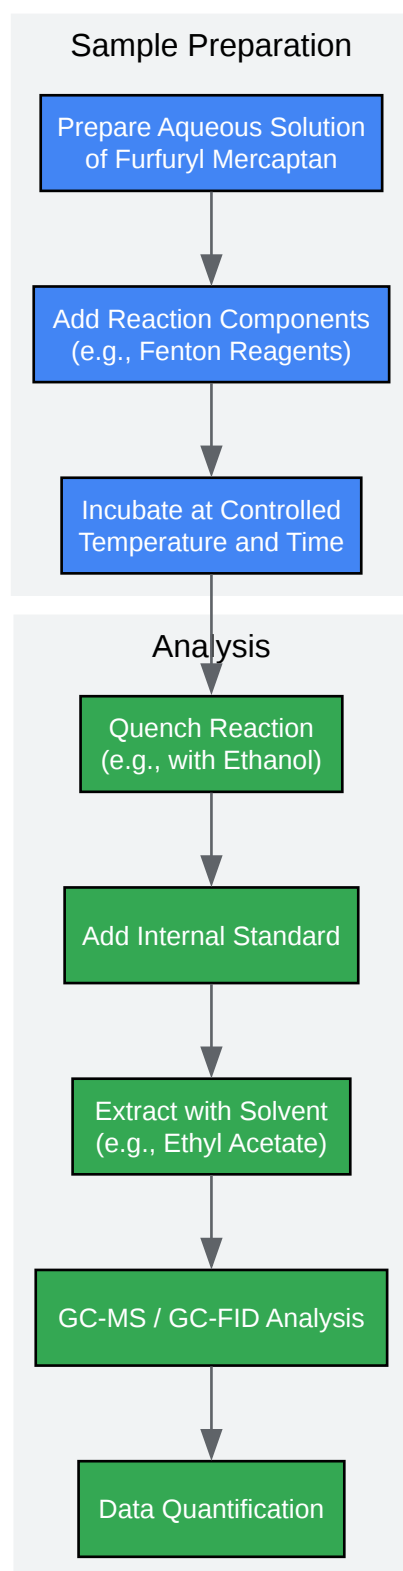 Sample Preparation
Prepare Aqueous Solution
of Furfuryl Mercaptan
Add Reaction Components
(e.g., Fenton Reagents)
Incubate at Controlled
Temperature and Time
Analysis
Quench Reaction
(e.g., with Ethanol)
Add Internal Standard
Extract with Solvent
(e.g., Ethyl Acetate)
GC-MS / GC-FID Analysis
Data Quantification